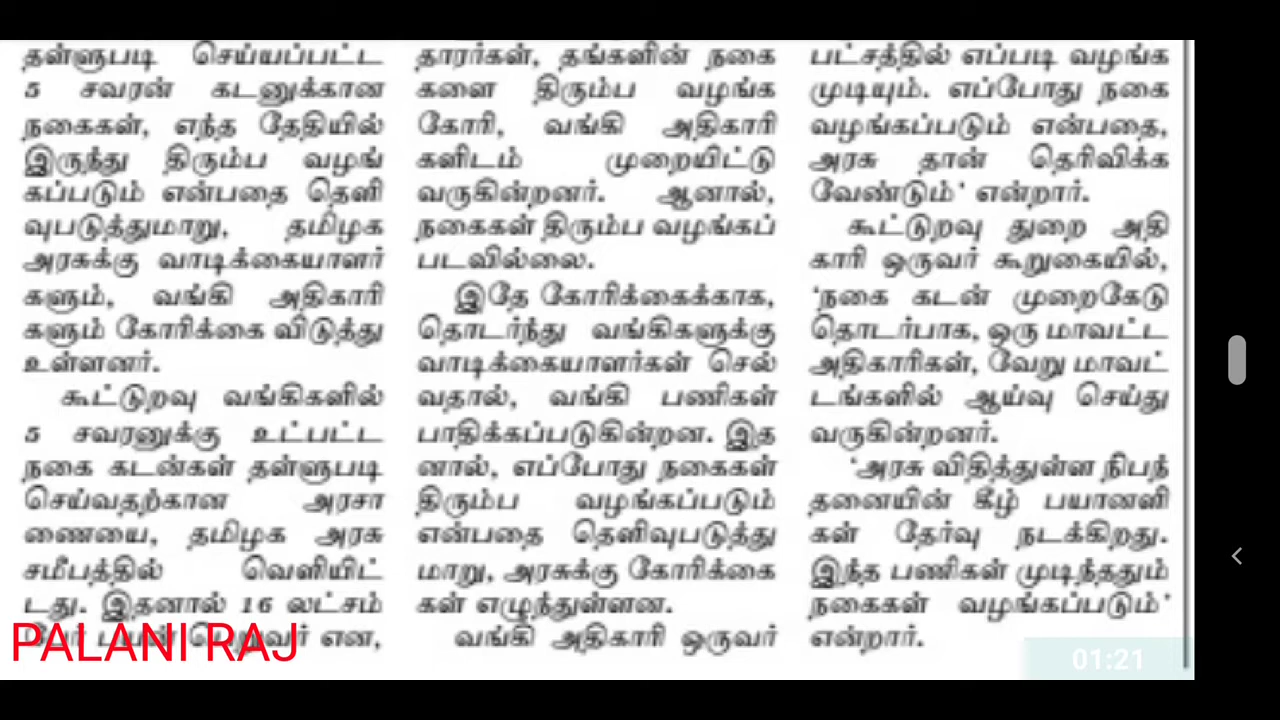 தள்ளுபடி செய்யப்பட்ட
5 சவரன் கடனுக்கான
நகைகள், எந்த தேதியில்
இருந்து திரும்ப வழங்
கப்படும் என்பதை தெளி
வுபடுத்துமாறு, தமிழக
அரசுக்கு வாடிக்கையாளர்
களும், வங்கி அதிகாரி
களும் கோரிக்கை விடுத்து
உள்ளனர்.
கூட்டுறவு வங்கிகளில்
5 சவரனுக்கு உட்பட்ட
நகை கடன்கள் தள்ளுபடி
செய்வதற்கான அரசா
ணையை, தமிழக அரசு
சமீபத்தில் வெளியிட்
டது. இதனால் 16 லட்சம்
பேர் பயன் பெறுவர் என,
தாரர்கள், தங்களின் நகை
களை திரும்ப வழங்க
கோரி, வங்கி அதிகாரி
களிடம் முறையிட்டு
வருகின்றனர். ஆனால்,
நகைகள் திரும்ப வழங்கப்
படவில்லை.
இதே கோரிக்கைக்காக,
தொடர்ந்து வங்கிகளுக்கு
வாடிக்கையாளர்கள் செல்
வதால், வங்கி பணிகள்
பாதிக்கப்படுகின்றன. இத
னால், எப்போது நகைகள்
திரும்ப வழங்கப்படும்
என்பதை தெளிவுபடுத்து
மாறு, அரசுக்கு கோரிக்கை
கள் எழுந்துள்ளன.
வங்கி அதிகாரி ஒருவர்
பட்சத்தில் எப்படி வழங்க
முடியும். எப்போது நகை
வழங்கப்படும் என்பதை,
அரசு தான் தெரிவிக்க
வேண்டும்' என்றார்.
கூட்டுறவு துறை அதி
காரி ஒருவர் கூறுகையில்,
'நகை கடன் முறைகேடு
தொடர்பாக, ஒரு மாவட்ட
அதிகாரிகள், வேறு மாவட்
டங்களில் ஆய்வு செய்து
வருகின்றனர்.
'அரசு விதித்துள்ள நிபந்
தனையின் கீழ் பயானளி
கள் தேர்வு நடக்கிறது.
இந்த பணிகள் முடிந்ததும்
நகைகள் வழங்கப்படும்'
என்றார்.
PALANI RAJ
01:21